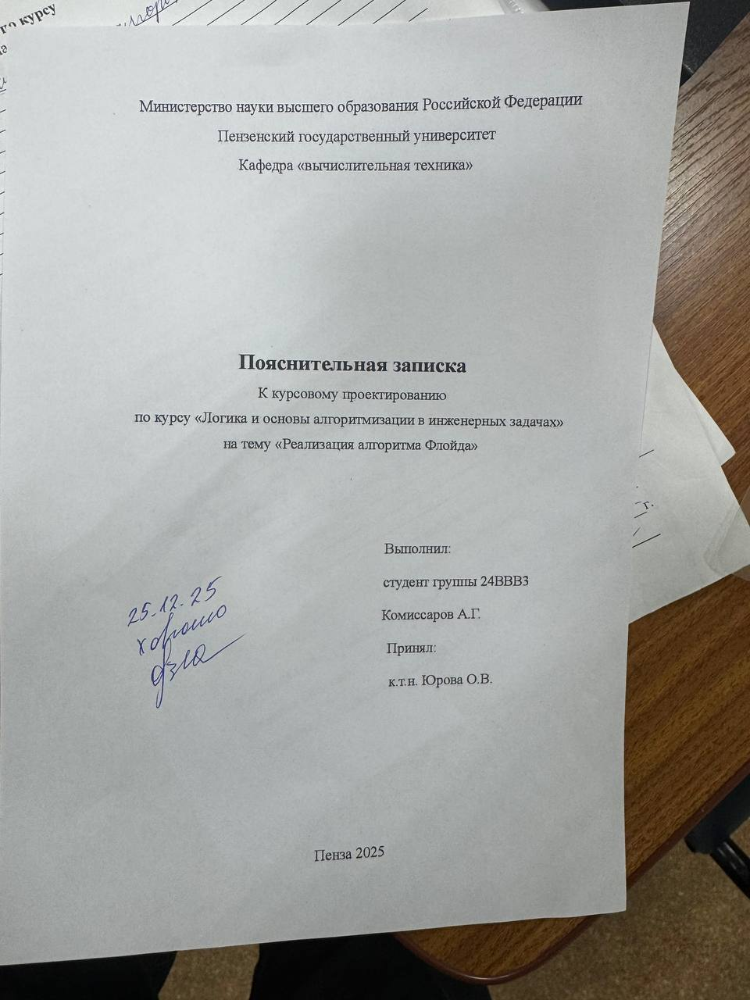 по курсу
Министерство науки высшего образования Российской Федерации
Пензенский государственный университет
Кафедра «вычислительная техника»
Пояснительная записка
К курсовому проектированию
по курсу «Логика и основы алгоритмизации в инженерных задачах»
на тему «Реализация алгоритма Флойда»
г.
Выполнил:
студент группы 24ВВВ3
Комиссаров А.Г.
Принял:
к.т.н. Юрова О.В.
25.12.25
хорошо
Пенза 2025